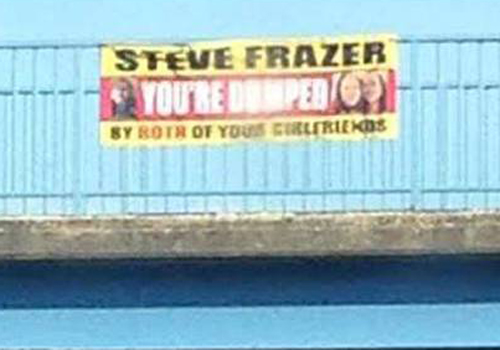 STEVE FRAZER
YOU'RE DUMPED
BY BOTH OF YOUR GIRLFRIENDS